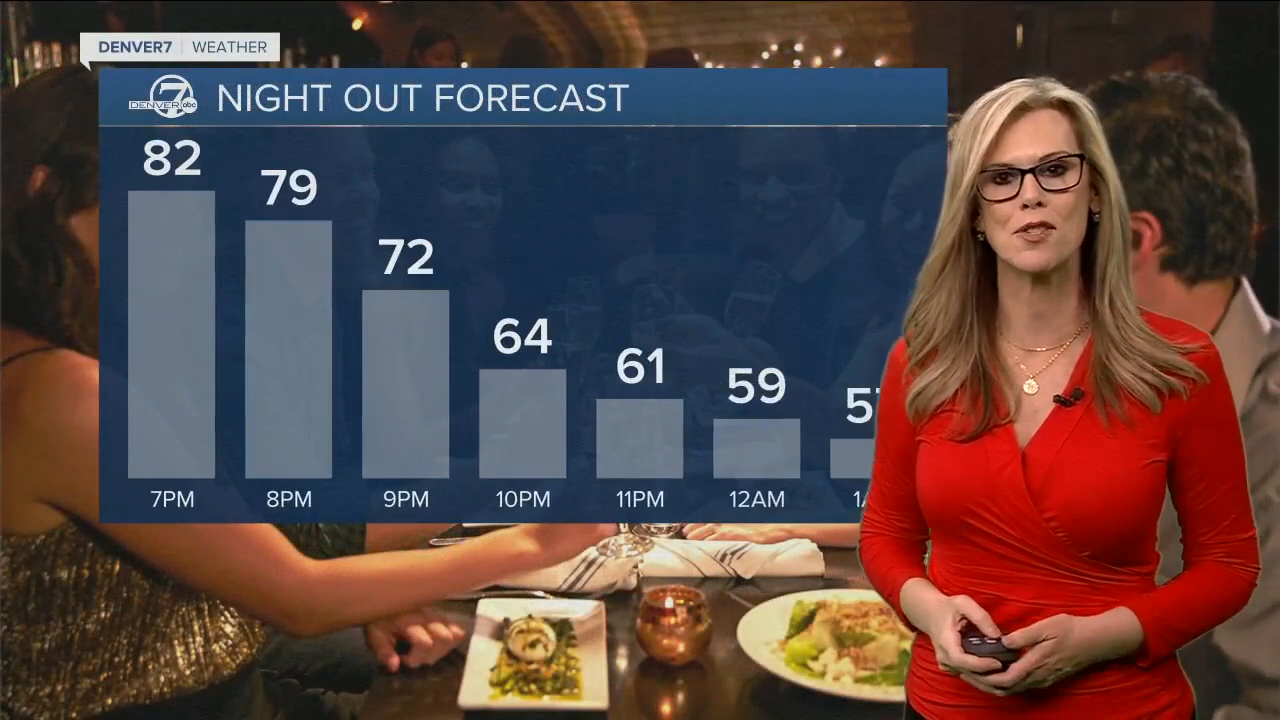 DENVER7 | WEATHER
DENVER 7 abc
NIGHT OUT FORECAST
82 79 72 64 61 59
7PM 8PM 9PM 10PM 11PM 12AM